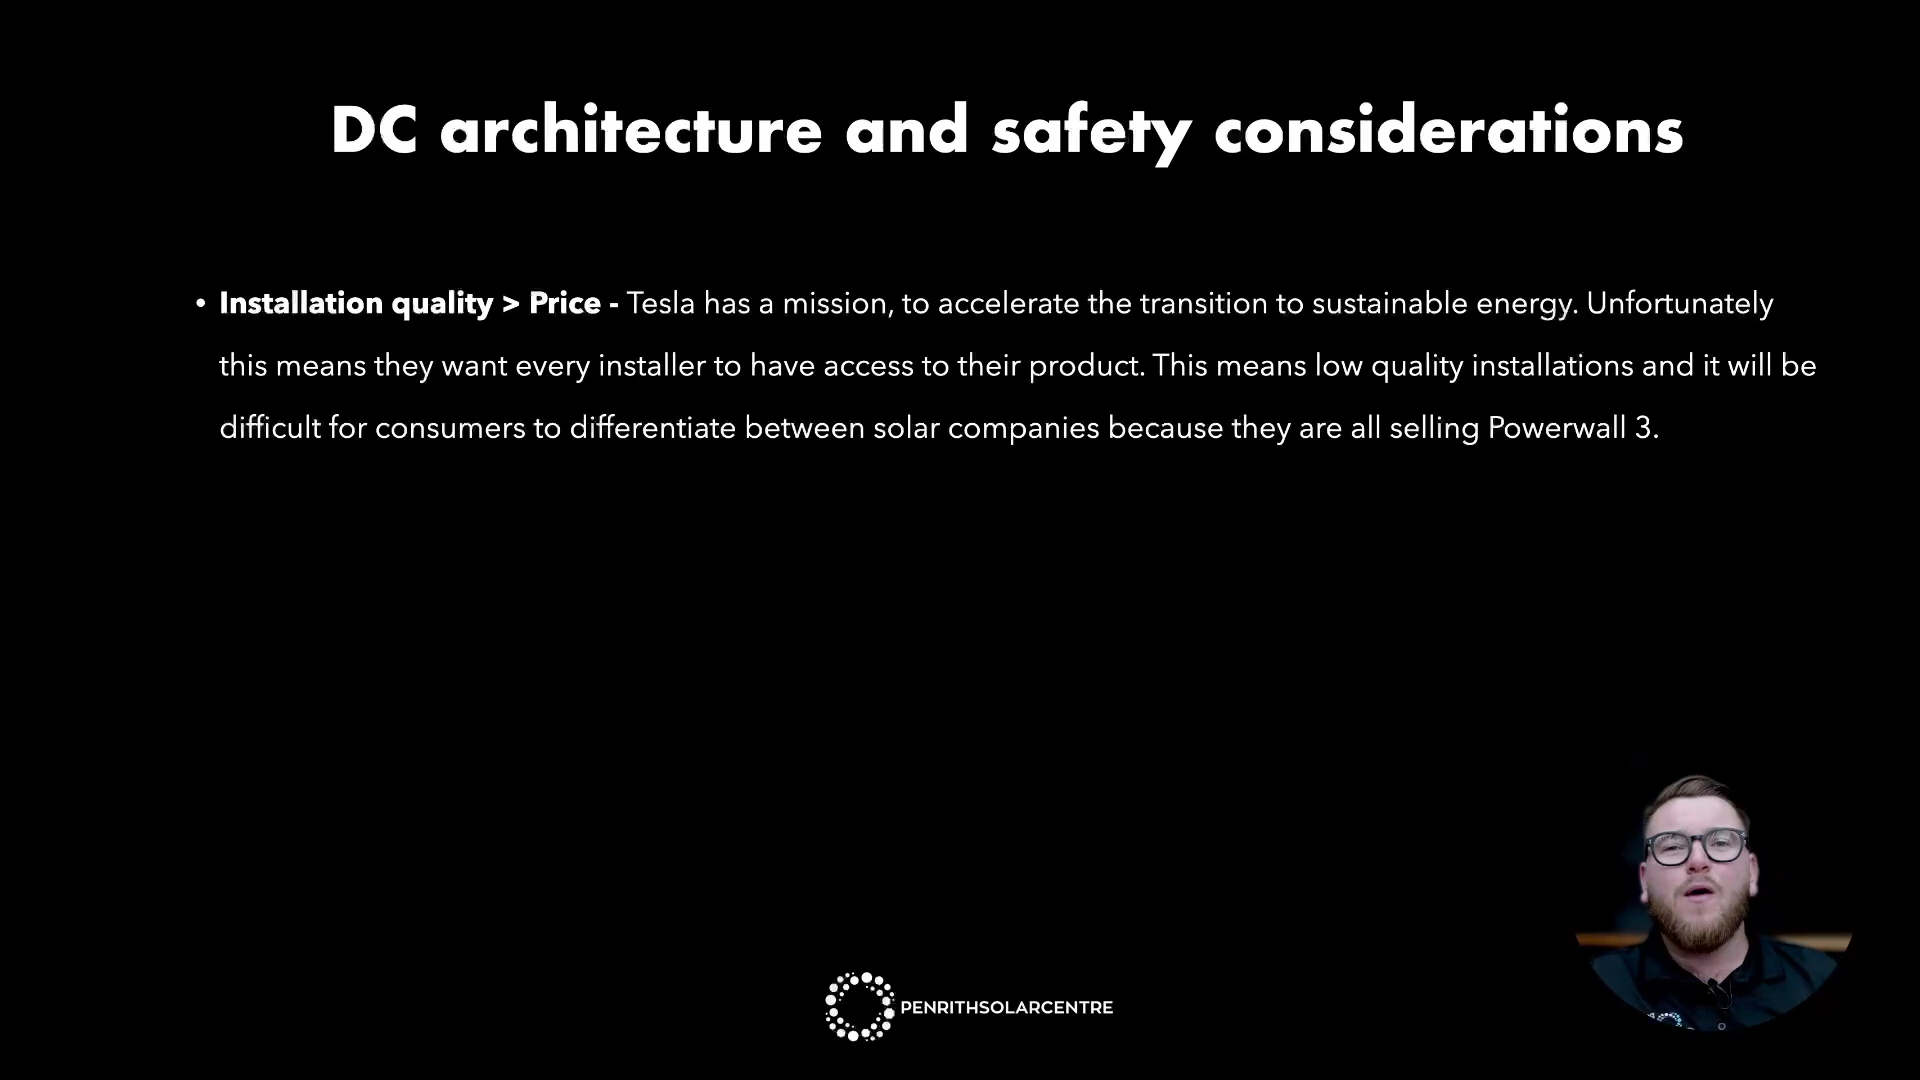 DC architecture and safety considerations
• Installation quality > Price - Tesla has a mission, to accelerate the transition to sustainable energy. Unfortunately
this means they want every installer to have access to their product. This means low quality installations and it will be
difficult for consumers to differentiate between solar companies because they are all selling Powerwall 3.
PENRITHSOLARCENTRE